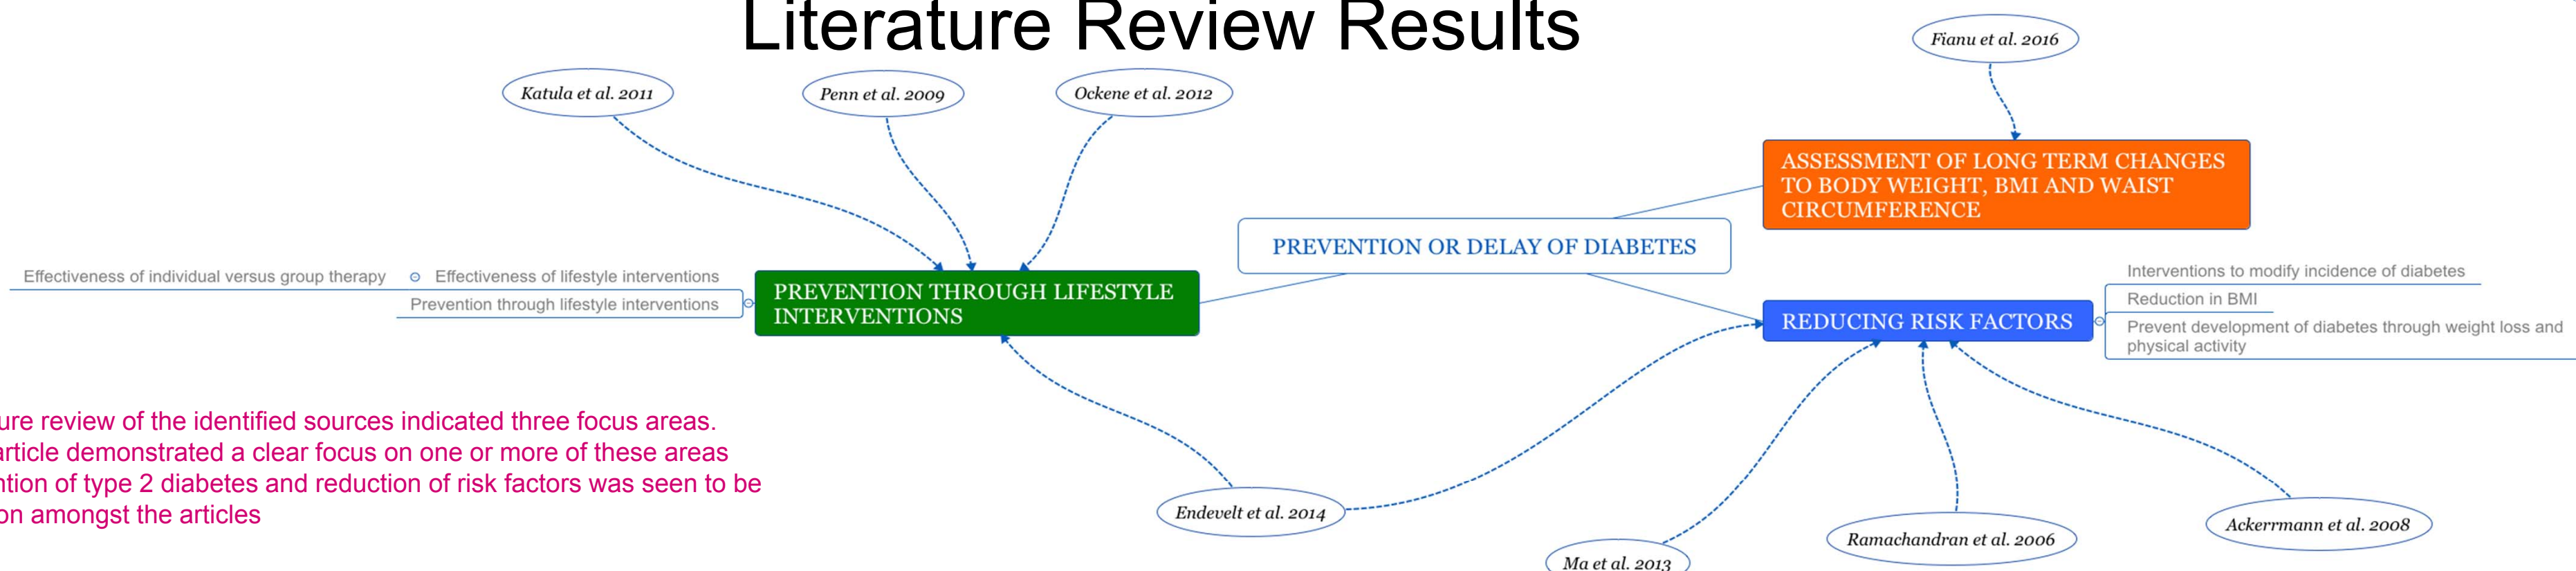 Literature Review Results
Fianu et al. 2016
Katula et al. 2011
Penn et al. 2009
Ockene et al. 2012
ASSESSMENT OF LONG TERM CHANGES
TO BODY WEIGHT, BMI AND WAIST
CIRCUMFERENCE
PREVENTION OR DELAY OF DIABETES
Effectiveness of individual versus group therapy
Effectiveness of lifestyle interventions
Prevention through lifestyle interventions
PREVENTION THROUGH LIFESTYLE
INTERVENTIONS
REDUCING RISK FACTORS
Interventions to modify incidence of diabetes
Reduction in BMI
Prevent development of diabetes through weight loss and
physical activity
review of the identified sources indicated three focus areas.
article demonstrated a clear focus on one or more of these areas
of type 2 diabetes and reduction of risk factors was seen to be
amongst the articles
Endevelt et al. 2014
Ma et al. 2013
Ramachandran et al. 2006
Ackerrmann et al. 2008